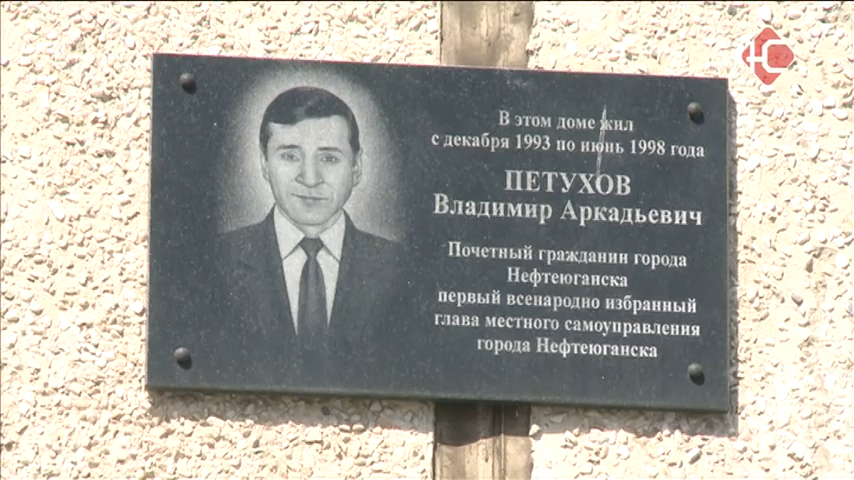 В этом доме жил
с декабря 1993 по июнь 1998 года
ПЕТУХОВ
Владимир Аркадьевич
Почетный гражданин города
Нефтеюганска
первый всенародно избранный
глава местного самоуправления
города Нефтеюганска